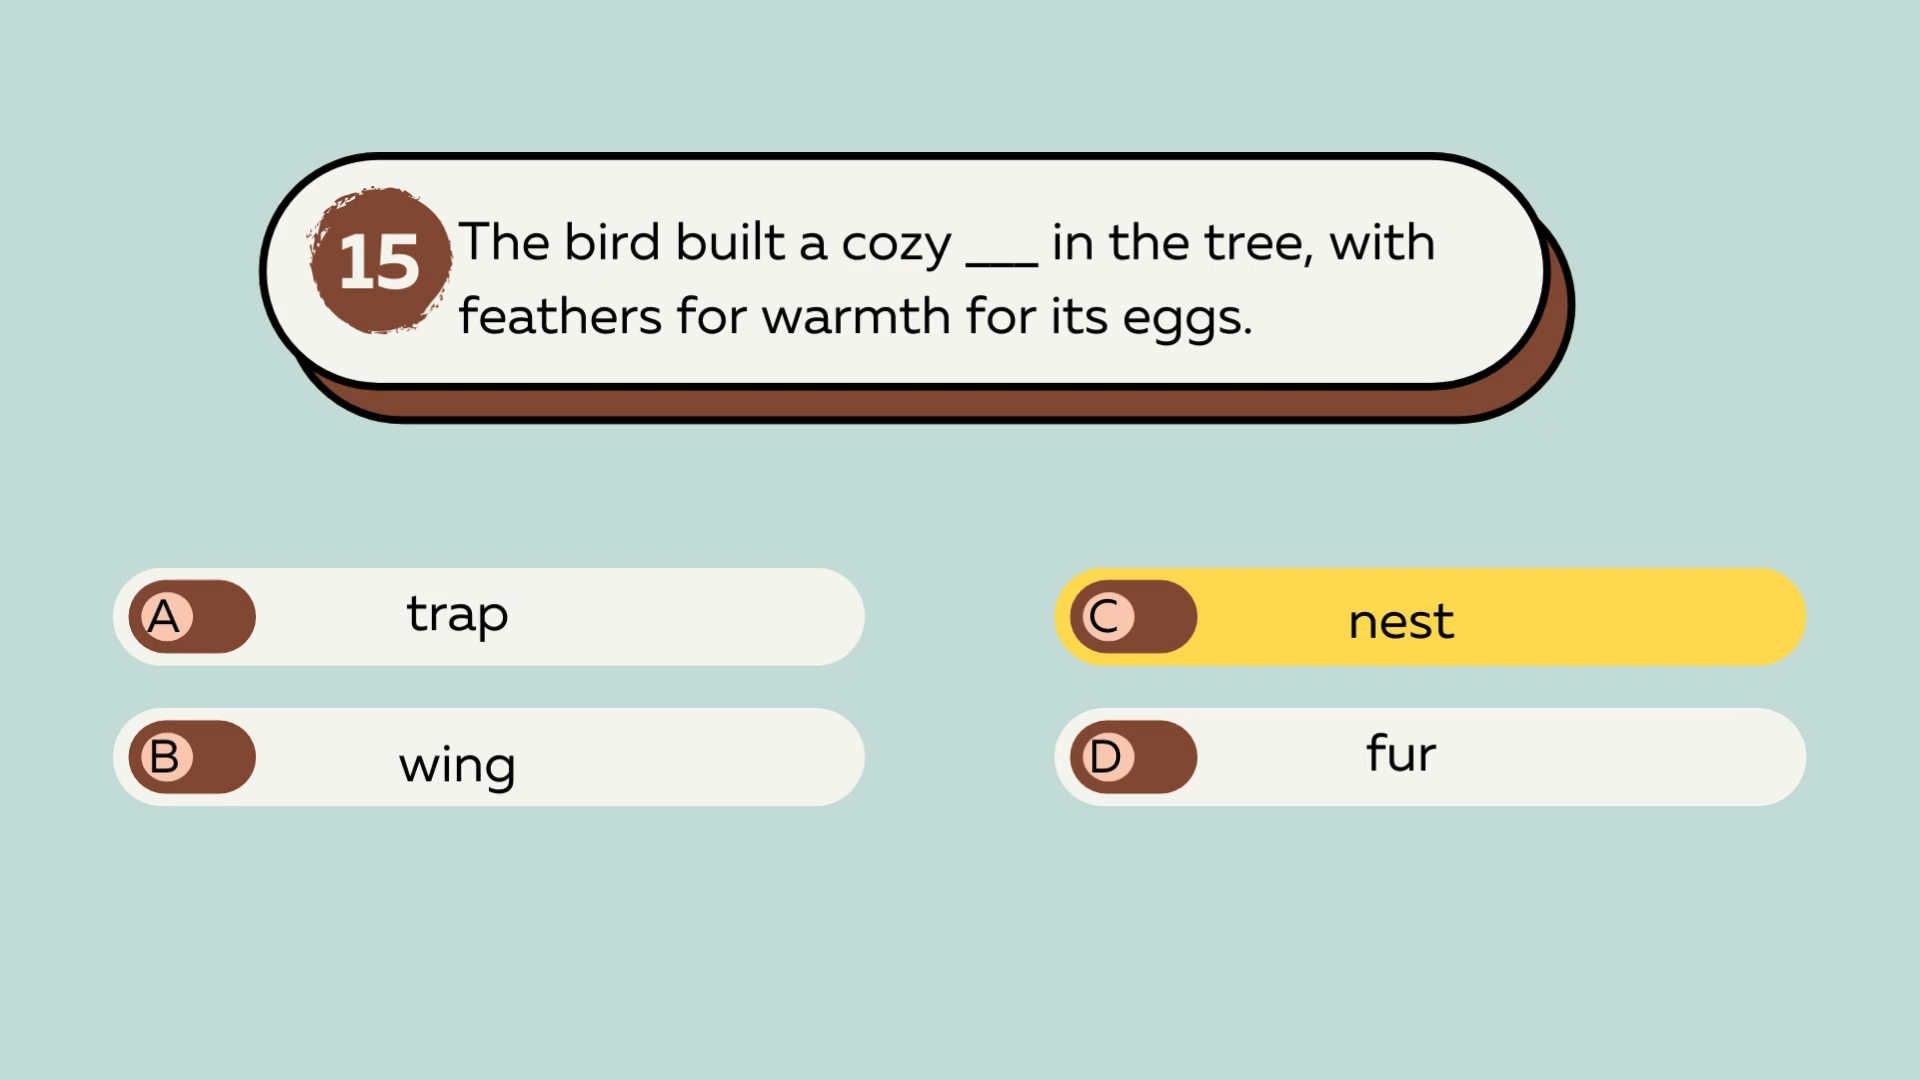 15
The bird built a cozy ___ in the tree, with
feathers for warmth for its eggs.
A trap
B wing
C nest
D fur